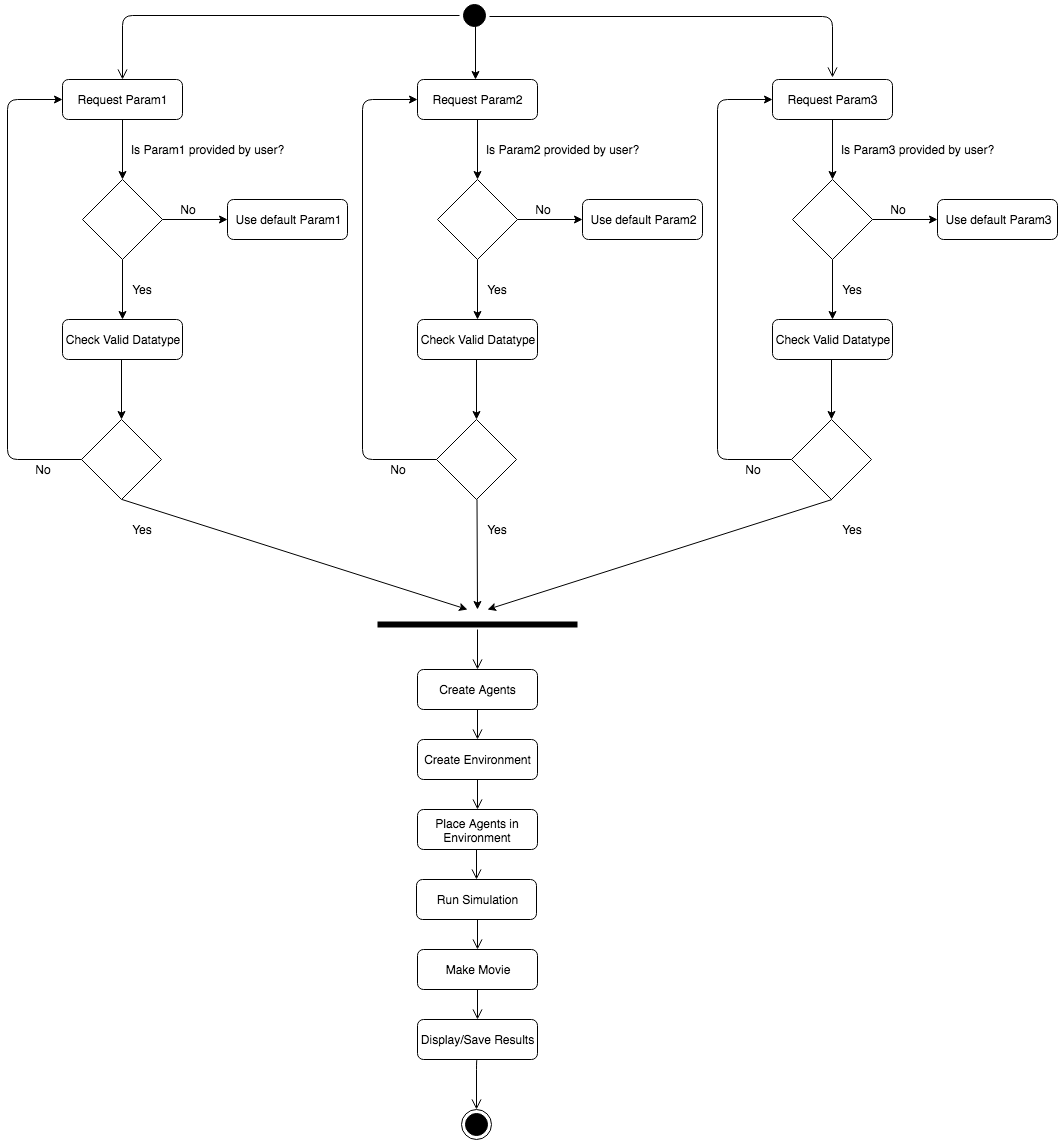 Request Param1
Request Param2
Request Param3
Is Param1 provided by user?
Is Param2 provided by user?
Is Param3 provided by user?
No
Use default Param1
No
Use default Param2
No
Use default Param3
Yes
Yes
Yes
Check Valid Datatype
Check Valid Datatype
Check Valid Datatype
No
No
No
Yes
Yes
Yes
Create Agents
Create Environment
Place Agents in
Environment
Run Simulation
Make Movie
Display/Save Results